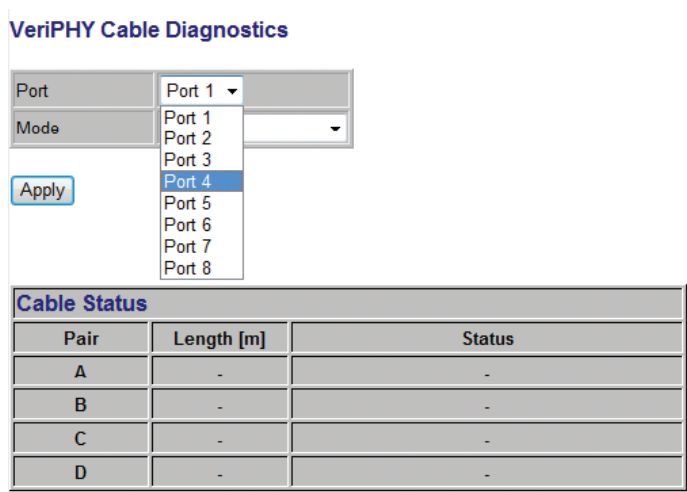 VeriPHY Cable Diagnostics
Port Port 1
Mode
Port 1
Port 2
Port 3
Port 4
Port 5
Port 6
Port 7
Port 8
Apply
Cable Status
Pair Length [m] Status
A - -
B - -
C - -
D - -